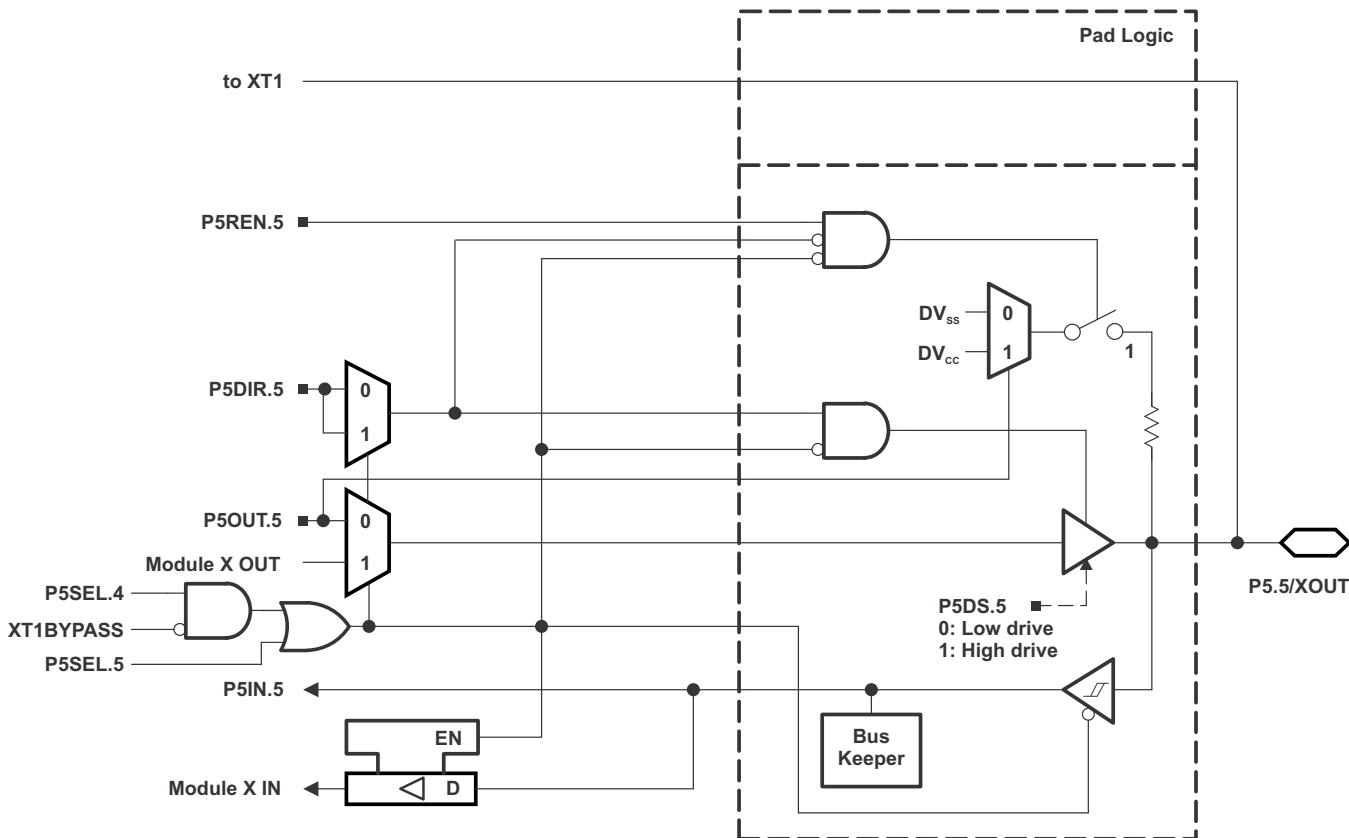 Pad Logic
to XT1
P5REN.5
DVss
0
DVcc
1
1
P5DIR.5
0
1
P5OUT.5
0
Module X OUT
1
P5SEL.4
XT1BYPASS
P5SEL.5
P5DS.5
0: Low drive
1: High drive
P5.5/XOUT
P5IN.5
EN
Bus
Keeper
Module X IN
D